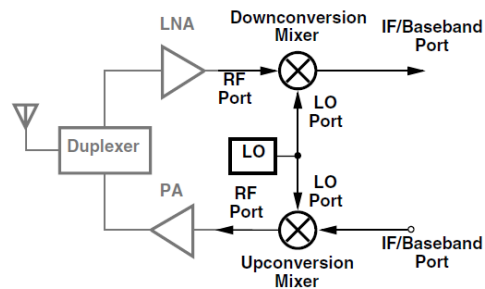 LNA
Downconversion
Mixer
IF/Baseband
Port
RF
Port
LO
Port
Duplexer
LO
PA
RF
Port
LO
Port
Upconversion
Mixer
IF/Baseband
Port